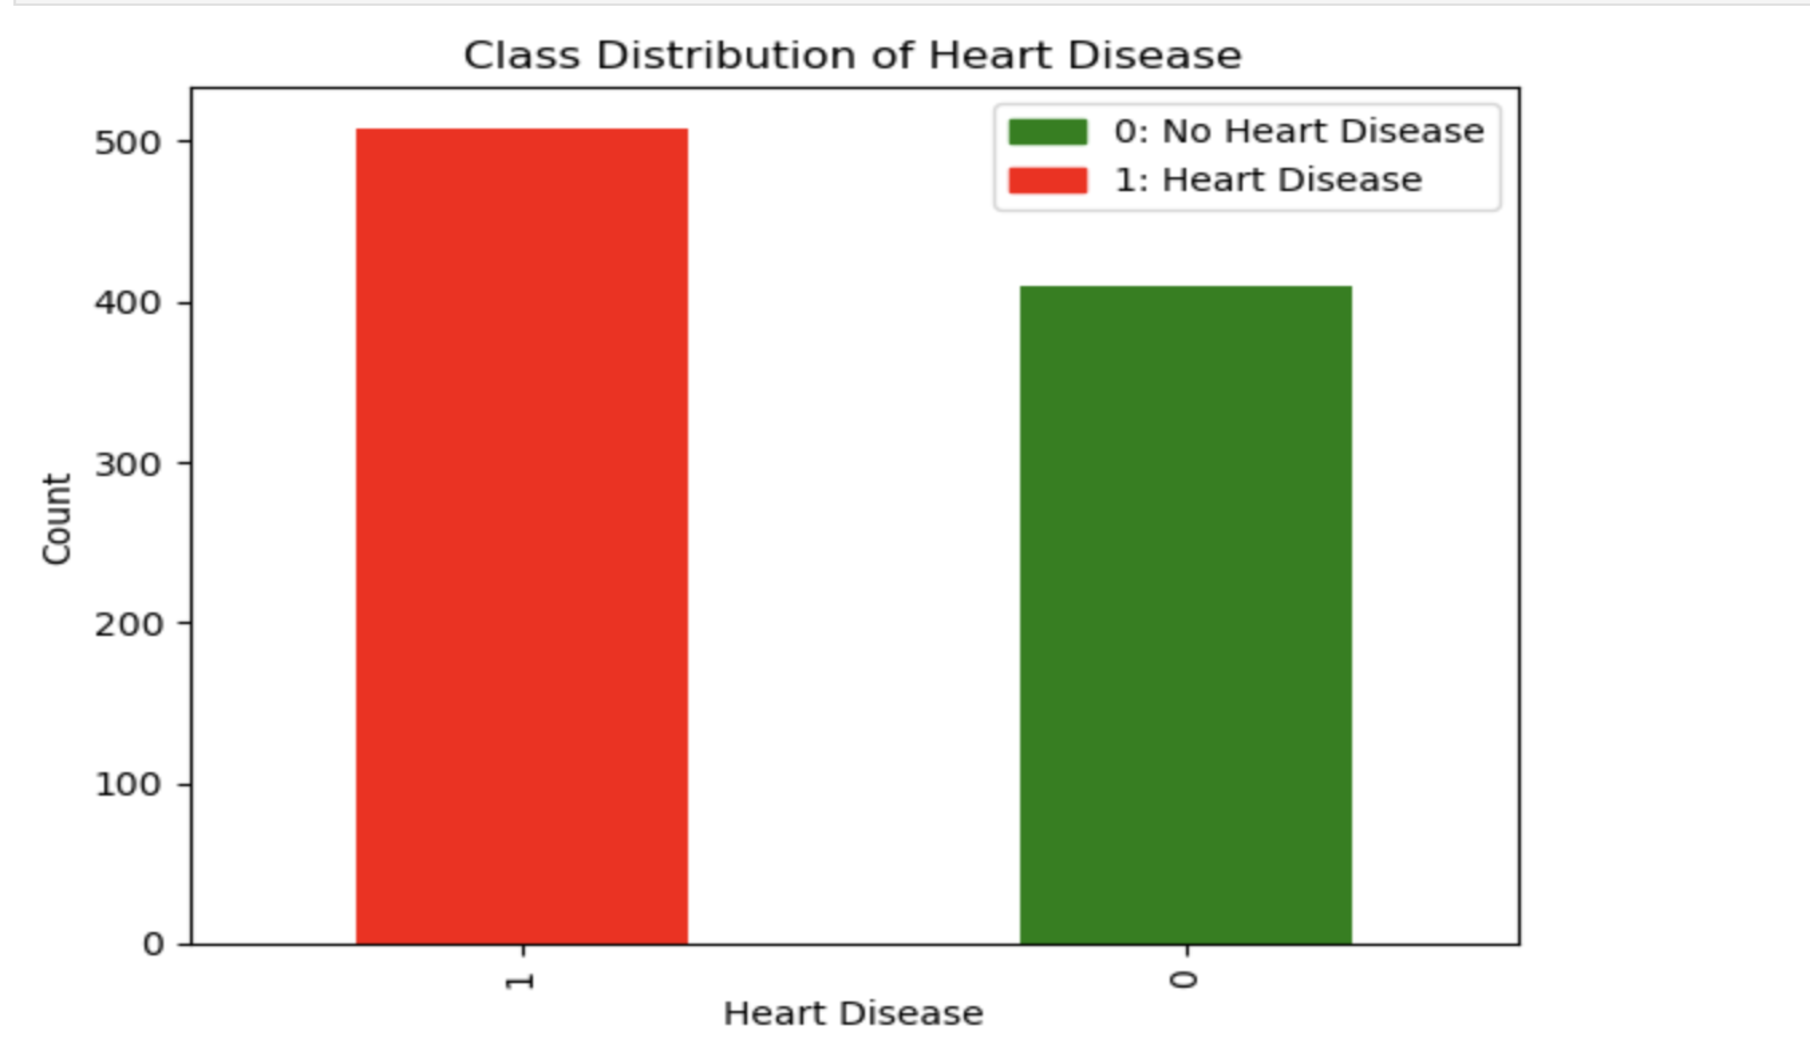 Class Distribution of Heart Disease
0: No Heart Disease
1: Heart Disease
500
400
300
200
100
0
Count
1
0
Heart Disease